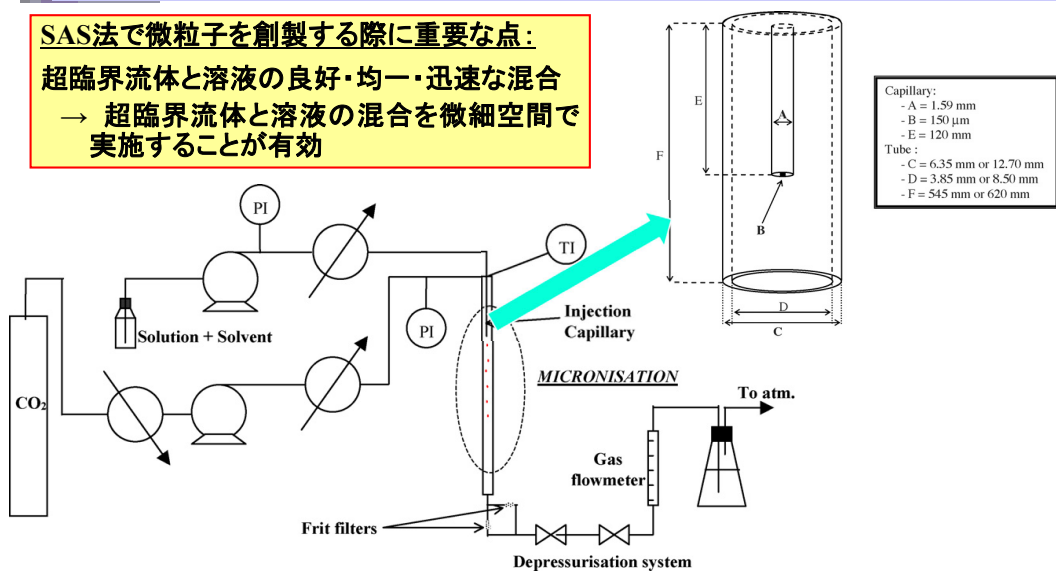 SAS法で微粒子を創製する際に重要な点:
超臨界流体と溶液の良好・均一・迅速な混合
→ 超臨界流体と溶液の混合を微細空間で
実施することが有効
E
F
A
B
D
C
Capillary:
- A = 1.59 mm
- B = 150 μm
- E = 120 mm
Tube :
- C = 6.35 mm or 12.70 mm
- D = 3.85 mm or 8.50 mm
- F = 545 mm or 620 mm
PI
TI
PI
Solution + Solvent
Injection
Capillary
CO₂
MICRONISATION
To atm.
Gas
flowmeter
Frit filters
Depressurisation system